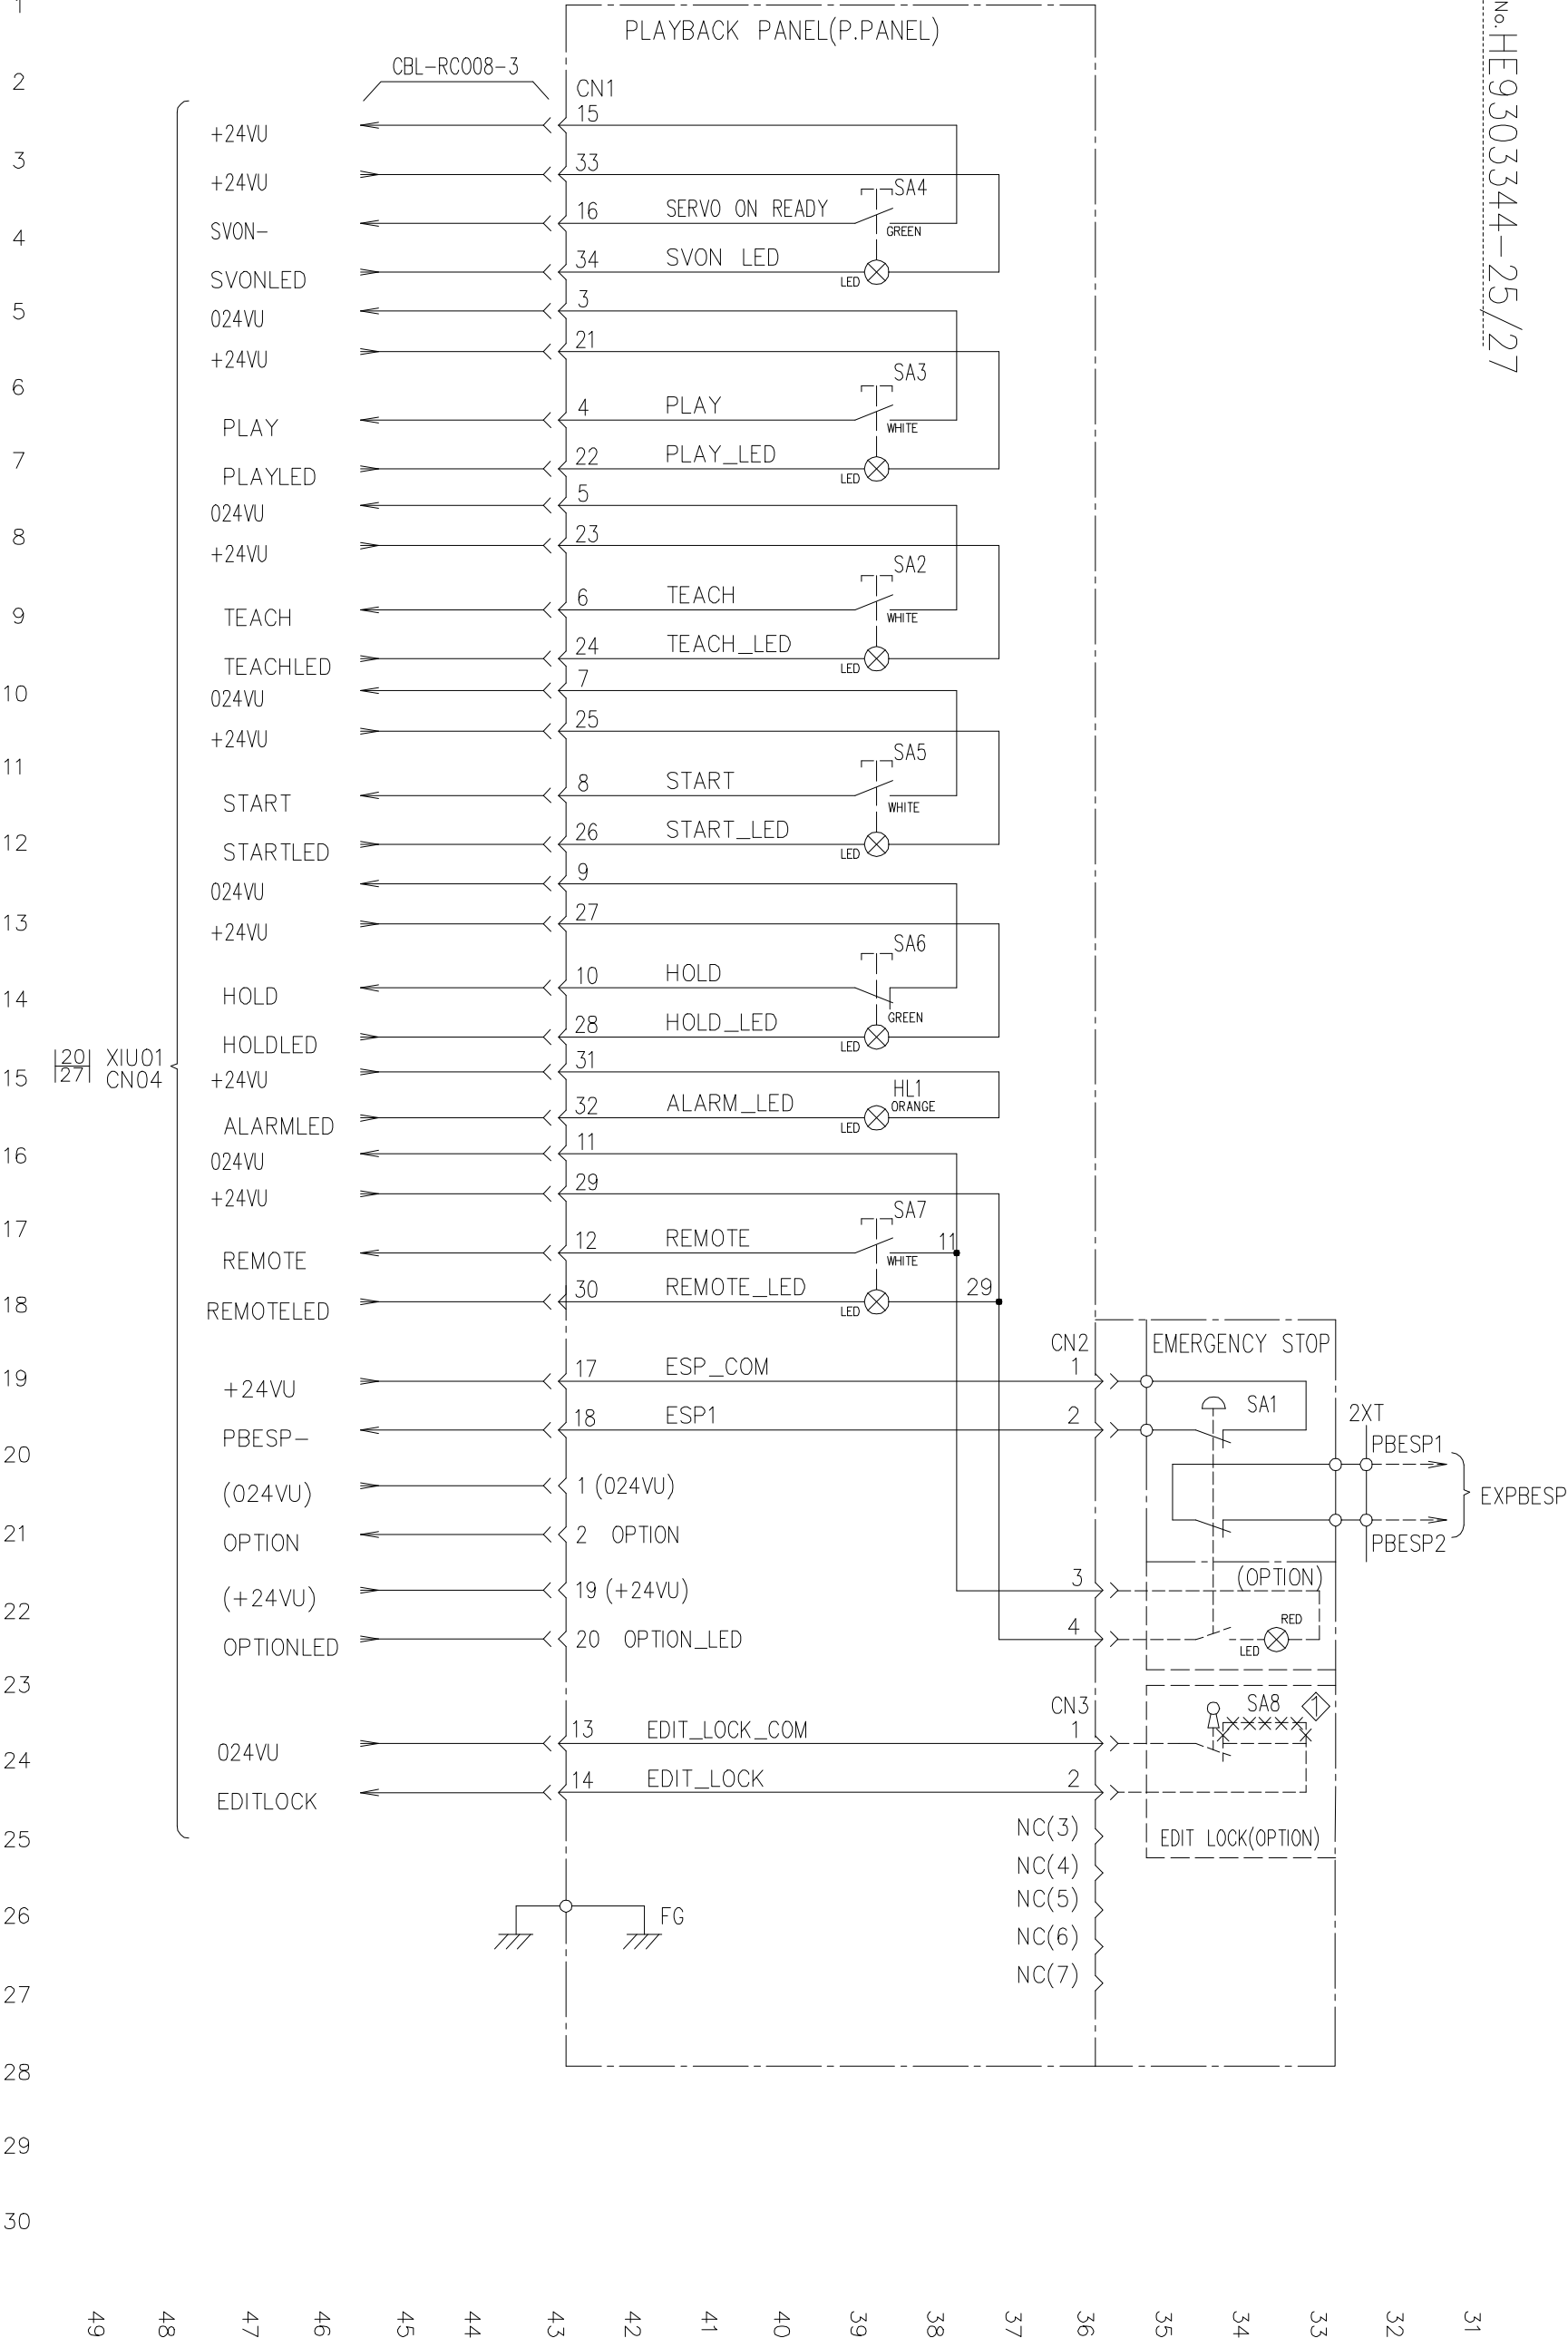 1
PLAYBACK PANEL(P.PANEL)
No. HE9303344-25/27
CBL-RC008-3
2
CN1
+24VU 15
3
+24VU 33
SA4
SVON- 16 SERVO ON READY
GREEN
4
SVONLED 34 SVON LED
LED
5
024VU 3
+24VU 21
6
SA3
PLAY 4 PLAY
WHITE
7
PLAYLED 22 PLAY_LED
LED
024VU 5
8
+24VU 23
SA2
9
TEACH 6 TEACH
WHITE
TEACHLED 24 TEACH_LED
LED
10
024VU 7
+24VU 25
11
SA5
START 8 START
WHITE
12
STARTLED 26 START_LED
LED
024VU 9
13
+24VU 27
SA6
14
HOLD 10 HOLD
GREEN
HOLDLED 28 HOLD_LED
LED
20 XIU01
27 CN04
15
+24VU 31
HL1
ORANGE
ALARMLED 32 ALARM_LED
LED
16
024VU 11
+24VU 29
17
SA7
REMOTE 12 REMOTE 11
WHITE
18
REMOTELED 30 REMOTE_LED 29
LED
CN2
EMERGENCY STOP
19
+24VU 17 ESP_COM 1
SA1
2XT
PBESP- 18 ESP1 2
20
PBESP1
(024VU) 1 (024VU)
EXPBESP
21
OPTION 2 OPTION
PBESP2
(OPTION)
22
(+24VU) 19 (+24VU) 3
RED
OPTIONLED 20 OPTION_LED 4
LED
23
CN3
SA8 1
24
024VU 13 EDIT_LOCK_COM 1
EDITLOCK 14 EDIT_LOCK 2
25
NC(3)
EDIT LOCK(OPTION)
NC(4)
NC(5)
26
FG
NC(6)
27
NC(7)
28
29
30
49 48 47 46 45 44 43 42 41 40 39 38 37 36 35 34 33 32 31